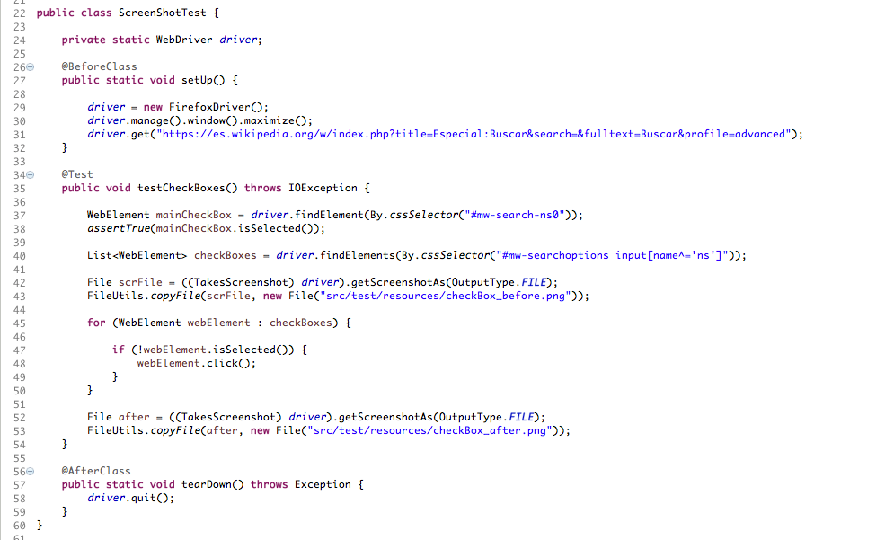 21
22 public class ScreenShotTest {
23
24     private static WebDriver driver;
25
26     @BeforeClass
27     public static void setUp() {
28
29         driver = new FirefoxDriver();
30         driver.manage().window().maximize();
31         driver.get("https://es.wikipedia.org/w/index.php?title=Especial:Buscar&search=&fulltext=Buscar&profile=advanced");
32     }
33
34     @Test
35     public void testCheckBoxes() throws IOException {
36
37         WebElement mainCheckBox = driver.findElement(By.cssSelector("#mw-search-ns0"));
38         assertTrue(mainCheckBox.isSelected());
39
40         List<WebElement> checkBoxes = driver.findElements(By.cssSelector("#mw-searchoptions input[name^='ns']"));
41
42         File scrFile = ((TakesScreenshot) driver).getScreenshotAs(OutputType.FILE);
43         FileUtils.copyFile(scrFile, new File("src/test/resources/checkBox_before.png"));
44
45         for (WebElement webElement : checkBoxes) {
46
47             if (!webElement.isSelected()) {
48                 webElement.click();
49             }
50         }
51
52         File after = ((TakesScreenshot) driver).getScreenshotAs(OutputType.FILE);
53         FileUtils.copyFile(after, new File("src/test/resources/checkBox_after.png"));
54     }
55
56     @AfterClass
57     public static void tearDown() throws Exception {
58         driver.quit();
59     }
60 }
61